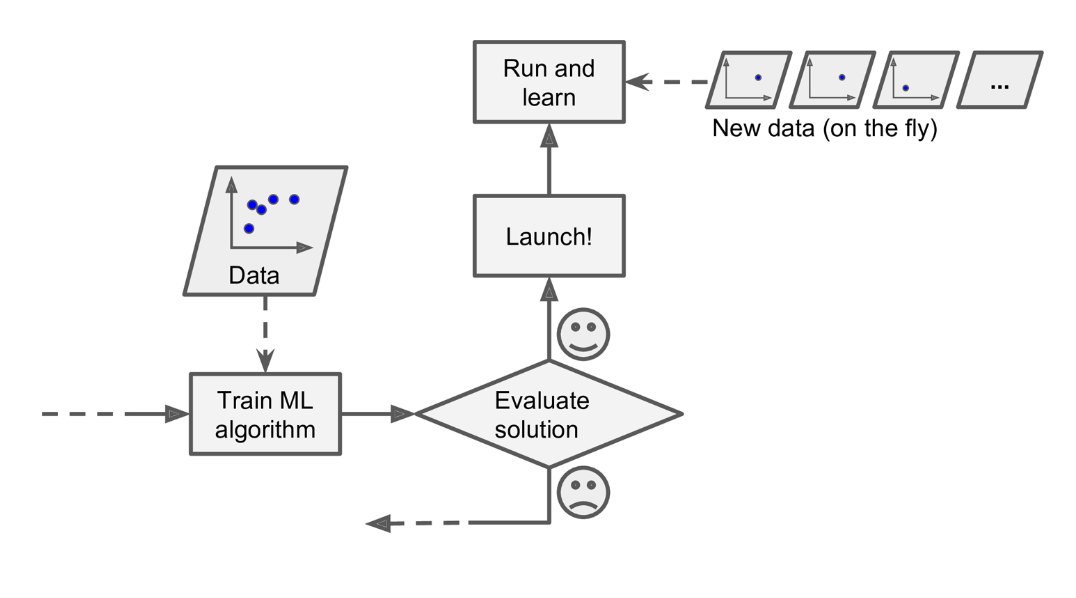 Run and
learn
...
New data (on the fly)
Launch!
Data
Train ML
algorithm
Evaluate
solution